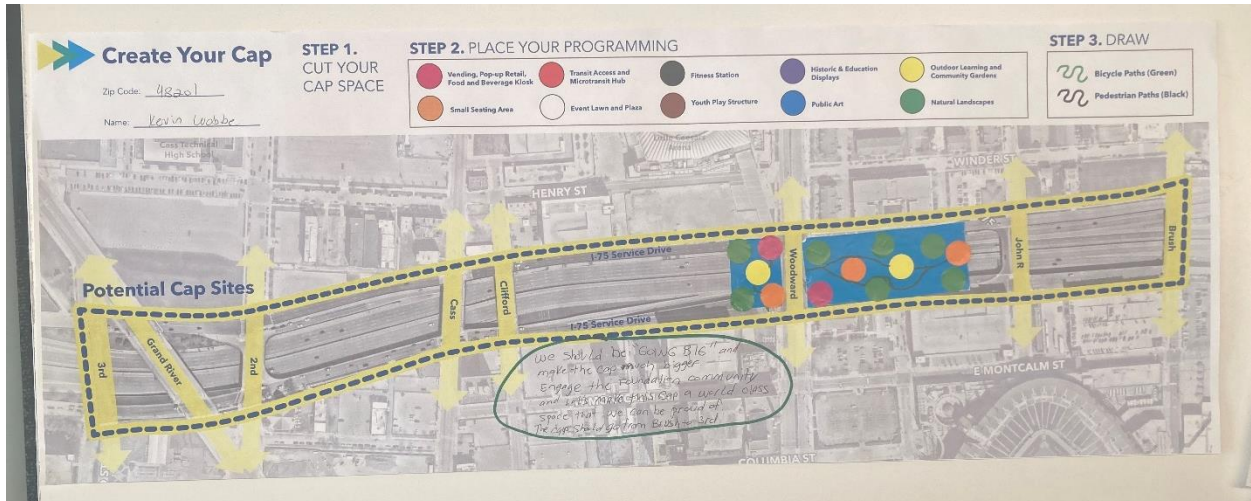 Create Your Cap
Zip Code: 48201
Name: Kevin Wobbe
STEP 1.
CUT YOUR
CAP SPACE
STEP 2. PLACE YOUR PROGRAMMING
Vending, Pop-up Retail,
Food and Beverage Kiosk
Transit Access and
Microtransit Hub
Fitness Station
Historic & Education
Displays
Outdoor Learning and
Community Gardens
Small Seating Area
Event Lawn and Plaza
Youth Play Structure
Public Art
Natural Landscapes
STEP 3. DRAW
Bicycle Paths (Green)
Pedestrian Paths (Black)
Cass Technical
High School
HENRY ST
WINDER ST
I-75 Service Drive
Potential Cap Sites
3rd
Grand River
2nd
Cass
Clifford
Woodward
John R
Brush
I-75 Service Drive
E MONTCALM ST
COLUMBIA ST
We should be "GOING BIG" and
make the cap much bigger
Engage the Foundation community
and Let's make this Cap a world class
space that we can be proud of
The Cap should go from Brush to 3rd